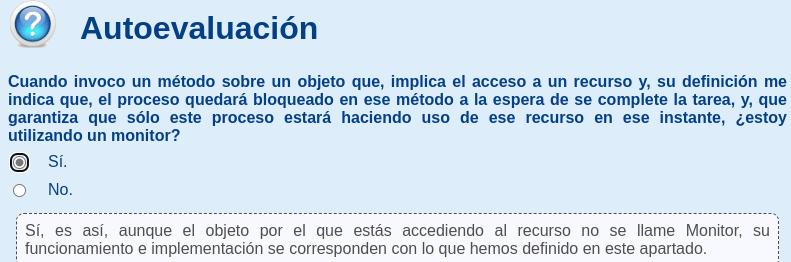 Autoevaluación
Cuando invoco un método sobre un objeto que, implica el acceso a un recurso y, su definición me
indica que, el proceso quedará bloqueado en ese método a la espera de se complete la tarea, y, que
garantiza que sólo este proceso estará haciendo uso de ese recurso en ese instante, ¿estoy
utilizando un monitor?
Sí.
No.
Sí, es así, aunque el objeto por el que estás accediendo al recurso no se llame Monitor, su
funcionamiento e implementación se corresponden con lo que hemos definido en este apartado.